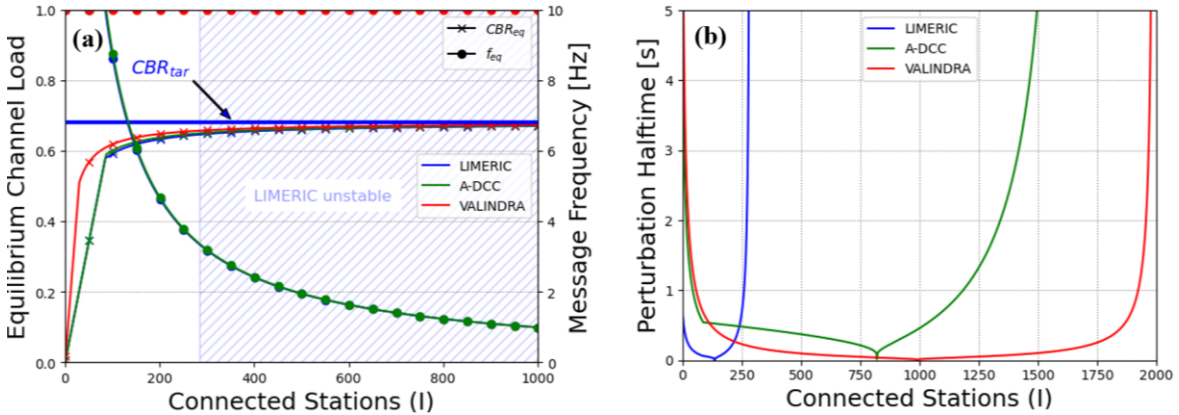 (a)
CBR_tar
CBR_eq
f_eq
LIMERIC
A-DCC
VALINDRA
LIMERIC unstable
Equilibrium Channel Load
1.0
0.8
0.6
0.4
0.2
0.0
0
200
400
600
800
1000
Connected Stations (I)
10
8
6
4
2
0
Message Frequency [Hz]
(b)
LIMERIC
A-DCC
VALINDRA
Perturbation Halftime [s]
5
4
3
2
1
0
0
250
500
750
1000
1250
1500
1750
2000
Connected Stations (I)